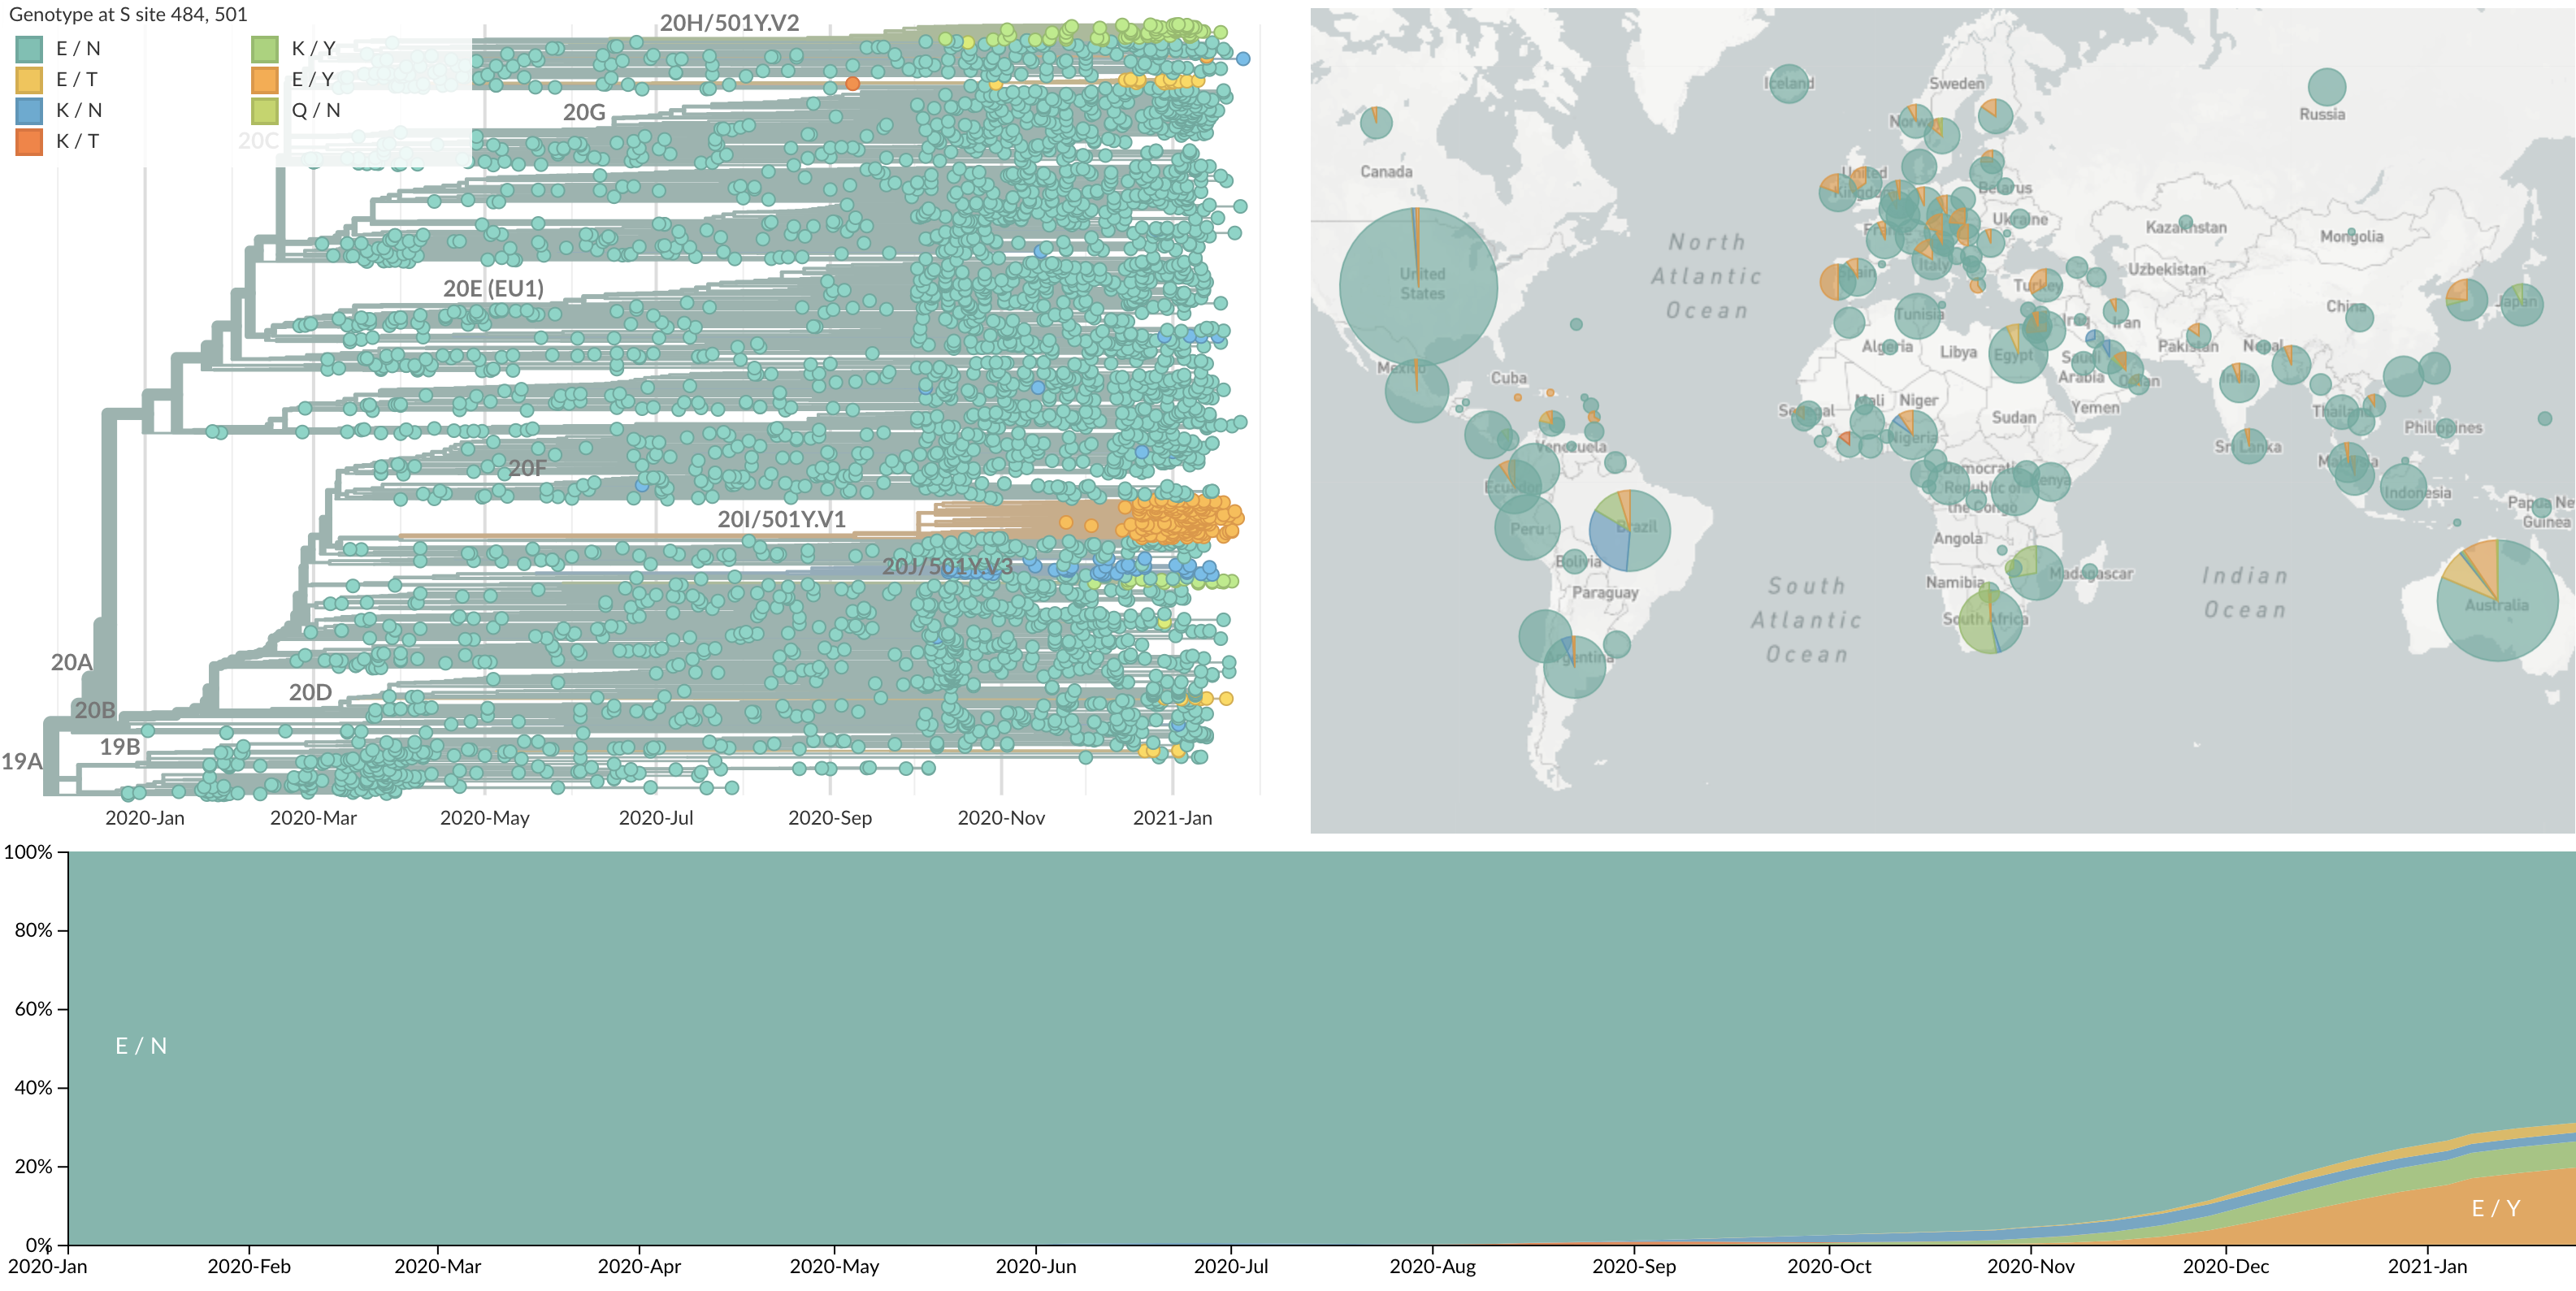 Genotype at S site 484, 501
E / N
E / T
K / N
K / T
K / Y
E / Y
Q / N
20H/501Y.V2
20G
20C
20E (EU1)
20F
20I/501Y.V1
20J/501Y.V3
20A
20D
20B
19B
19A
2020-Jan
2020-Mar
2020-May
2020-Jul
2020-Sep
2020-Nov
2021-Jan
Iceland
Sweden
Russia
Norway
Canada
United
Kingdom
Belarus
Ukraine
Kazakhstan
Mongolia
North
Atlantic
Ocean
France
Italy
Spain
Uzbekistan
United
States
Turkey
China
Japan
Tunisia
Iraq
Iran
Algeria
Libya
Egypt
Pakistan
Nepal
Mexico
Cuba
Saudi
Arabia
Oman
India
Senegal
Mali
Niger
Sudan
Yemen
Thailand
Philippines
Venezuela
Nigeria
Sri Lanka
Malaysia
Ecuador
Democratic
Republic of
the Congo
Kenya
Indonesia
Papua Ne
Guinea
Peru
Brazil
Angola
Bolivia
Namibia
Madagascar
Paraguay
South
Atlantic
Ocean
Indian
Ocean
South Africa
Australia
Argentina
100%
80%
60%
40%
20%
0%
E / N
E / Y
2020-Jan
2020-Feb
2020-Mar
2020-Apr
2020-May
2020-Jun
2020-Jul
2020-Aug
2020-Sep
2020-Oct
2020-Nov
2020-Dec
2021-Jan